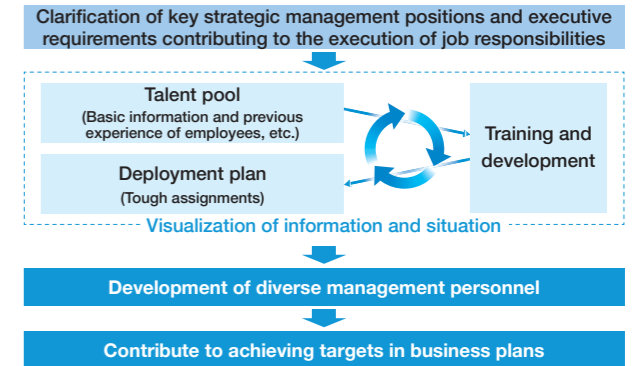 Clarification of key strategic management positions and executive
requirements contributing to the execution of job responsibilities
Talent pool
(Basic information and previous
experience of employees, etc.)
Deployment plan
(Tough assignments)
Training and
development
Visualization of information and situation
Development of diverse management personnel
Contribute to achieving targets in business plans